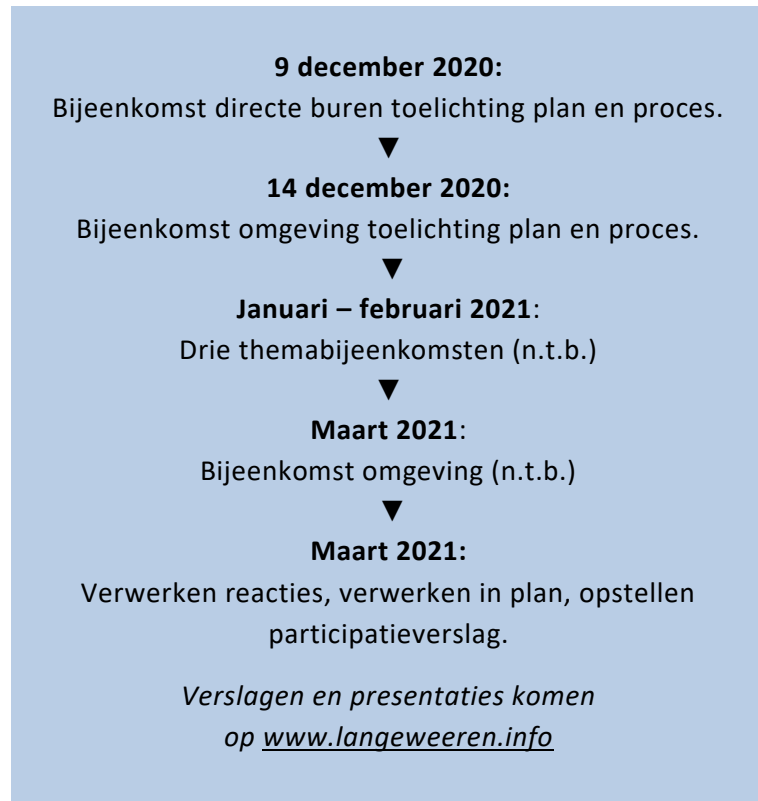 9 december 2020:
Bijeenkomst directe buren toelichting plan en proces.
▼
14 december 2020:
Bijeenkomst omgeving toelichting plan en proces.
▼
Januari – februari 2021:
Drie themabijeenkomsten (n.t.b.)
▼
Maart 2021:
Bijeenkomst omgeving (n.t.b.)
▼
Maart 2021:
Verwerken reacties, verwerken in plan, opstellen
participatieverslag.
Verslagen en presentaties komen
op www.langeweeren.info